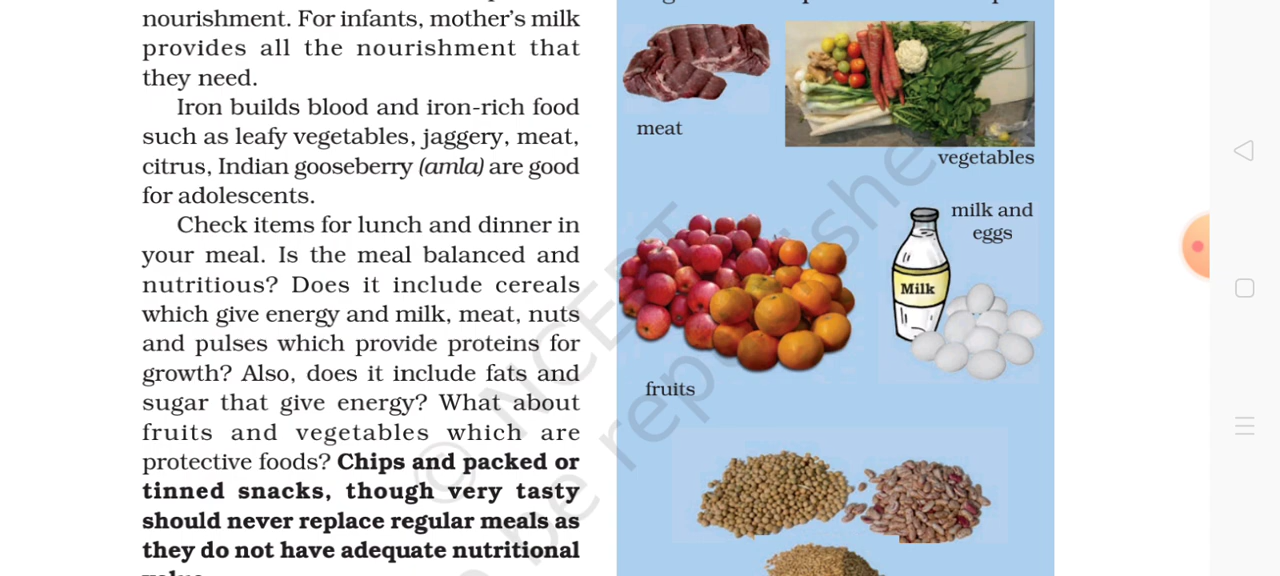 nourishment. For infants, mother's milk
provides all the nourishment that
they need.
Iron builds blood and iron-rich food
such as leafy vegetables, jaggery, meat,
citrus, Indian gooseberry (amla) are good
for adolescents.
Check items for lunch and dinner in
your meal. Is the meal balanced and
nutritious? Does it include cereals
which give energy and milk, meat, nuts
and pulses which provide proteins for
growth? Also, does it include fats and
sugar that give energy? What about
fruits and vegetables which are
protective foods? Chips and packed or
tinned snacks, though very tasty
should never replace regular meals as
they do not have adequate nutritional
meat
vegetables
milk and
eggs
Milk
fruits
© NCERT
be republishe